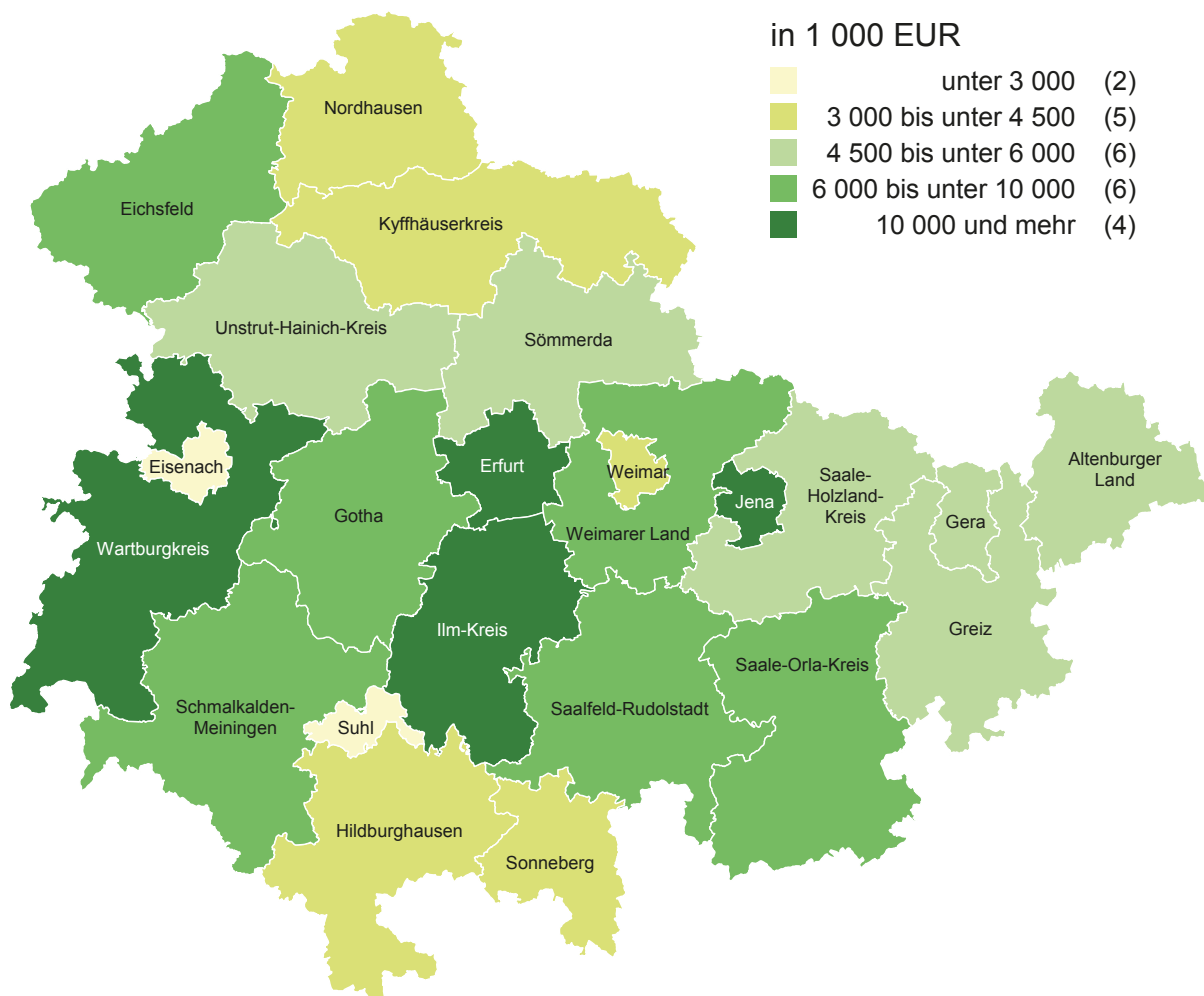 in 1 000 EUR
unter 3 000 (2)
3 000 bis unter 4 500 (5)
4 500 bis unter 6 000 (6)
6 000 bis unter 10 000 (6)
10 000 und mehr (4)
Nordhausen
Eichsfeld
Kyffhäuserkreis
Unstrut-Hainich-Kreis
Sömmerda
Eisenach
Erfurt
Weimar
Jena
Saale-
Holzland-
Kreis
Altenburger
Land
Gera
Gotha
Weimarer Land
Wartburgkreis
Ilm-Kreis
Greiz
Saale-Orla-Kreis
Schmalkalden-
Meiningen
Suhl
Saalfeld-Rudolstadt
Hildburghausen
Sonneberg